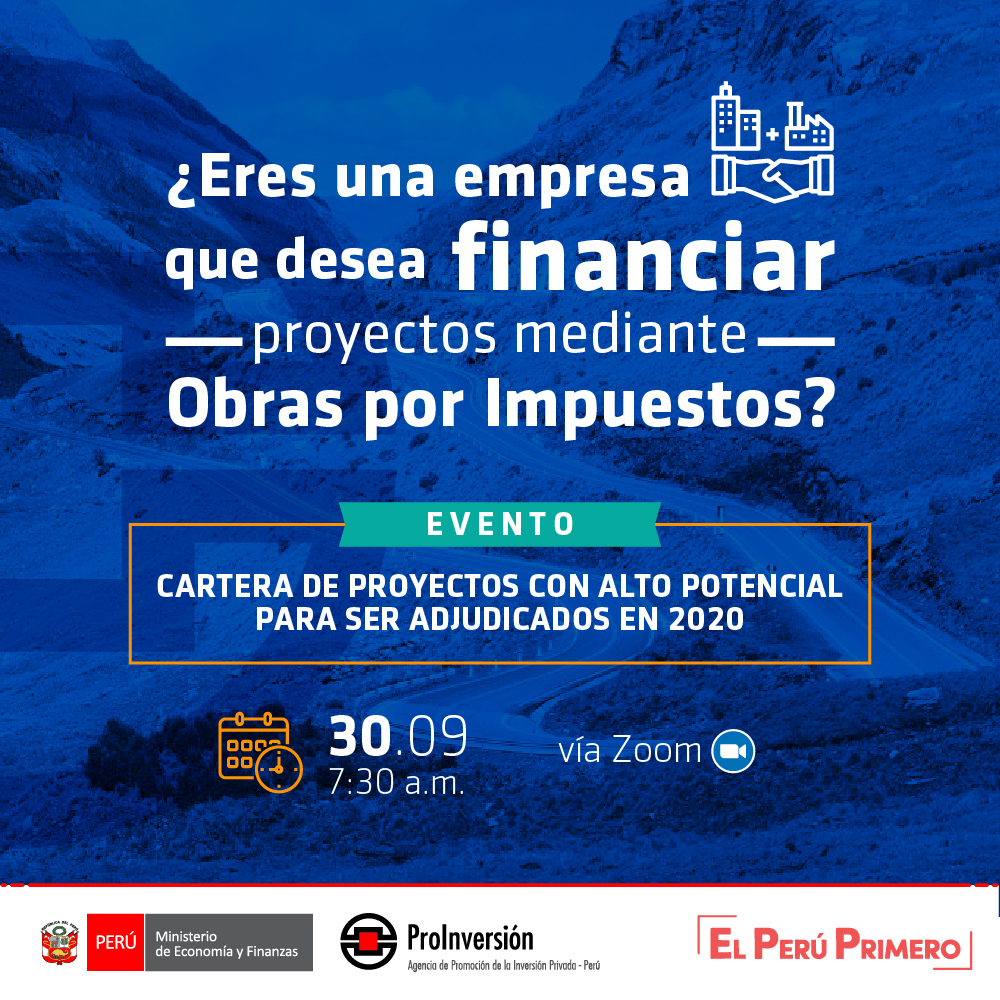 ¿Eres una empresa
que desea financiar
proyectos mediante
Obras por Impuestos?
EVENTO
CARTERA DE PROYECTOS CON ALTO POTENCIAL
PARA SER ADJUDICADOS EN 2020
30.09
7:30 a.m.
vía Zoom
PERÚ
Ministerio
de Economía y Finanzas
ProInversión
Agencia de Promoción de la Inversión Privada - Perú
EL PERÚ PRIMERO